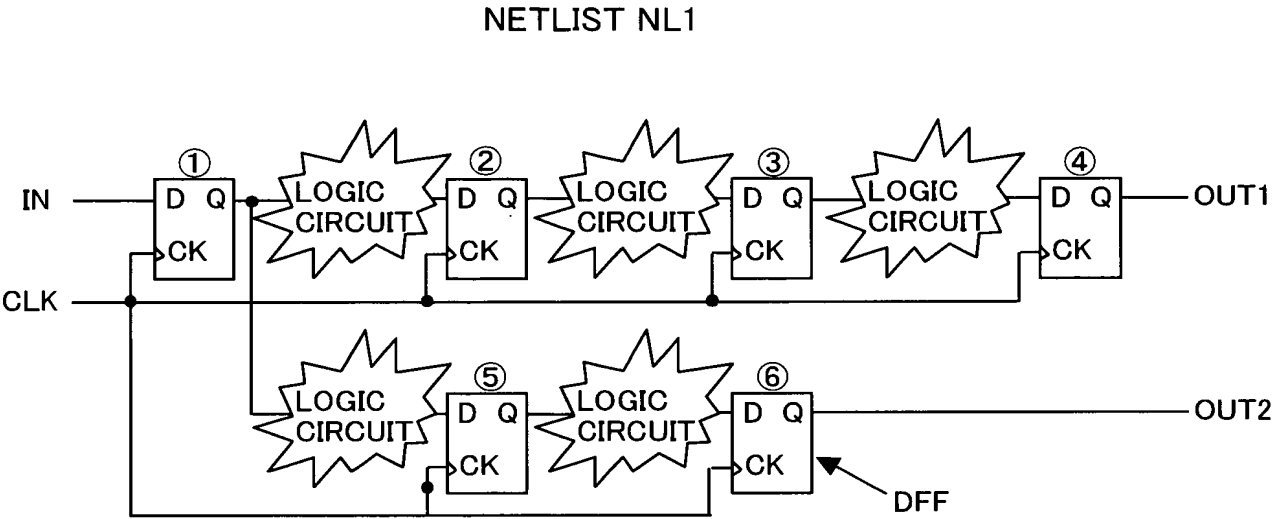 NETLIST NL1
① ② ③ ④
IN D Q LOGIC D Q LOGIC D Q LOGIC D Q OUT1
CIRCUIT CIRCUIT CIRCUIT
CK CK CK CK
CLK
⑤ ⑥
LOGIC D Q LOGIC D Q OUT2
CIRCUIT CIRCUIT
CK CK
DFF